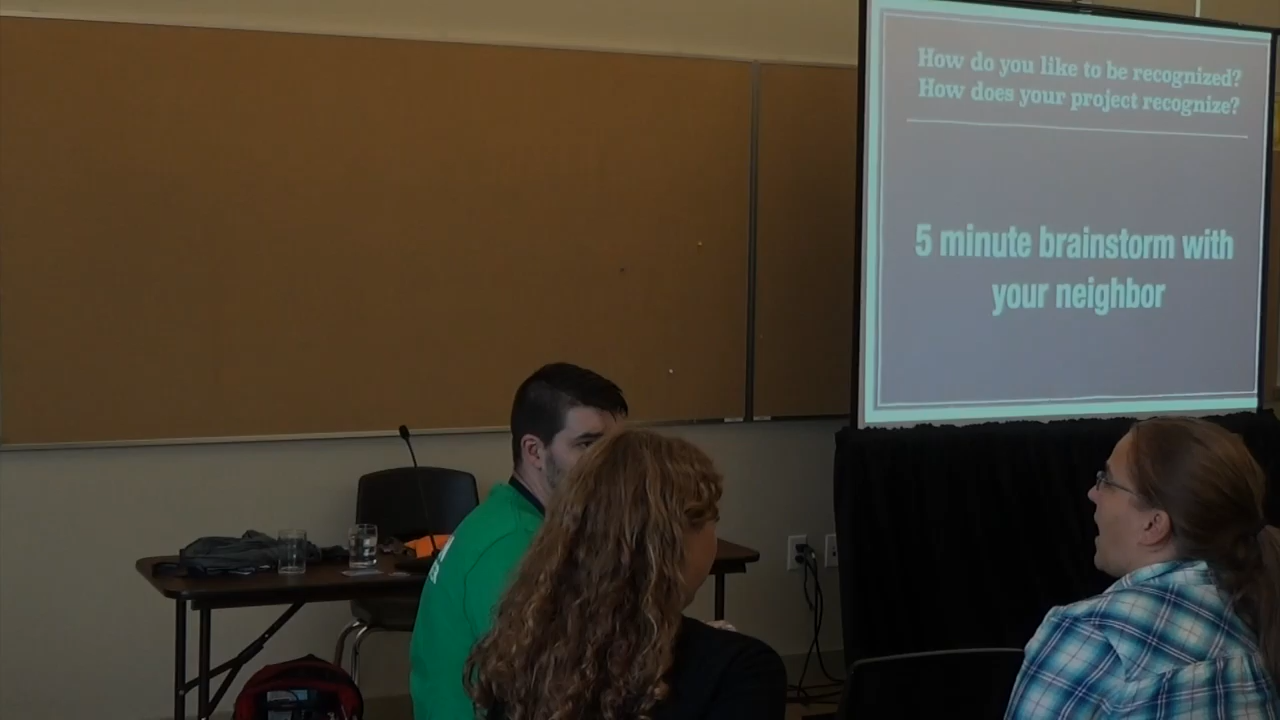 How do you like to be recognized?
How does your project recognize?
5 minute brainstorm with
your neighbor